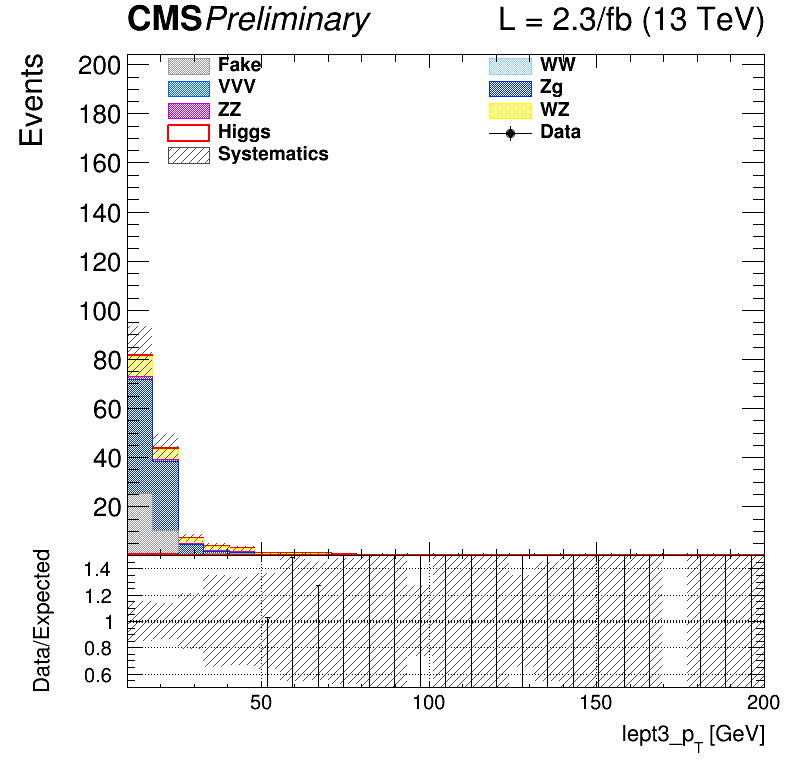 CMS Preliminary L = 2.3/fb (13 TeV)
Events
200
180
160
140
120
100
80
60
40
20
Fake WW
VVV Zg
ZZ WZ
Higgs Data
Systematics
Data/Expected
1.4
1.2
1
0.8
0.6
50 100 150 200
lept3_p_T [GeV]